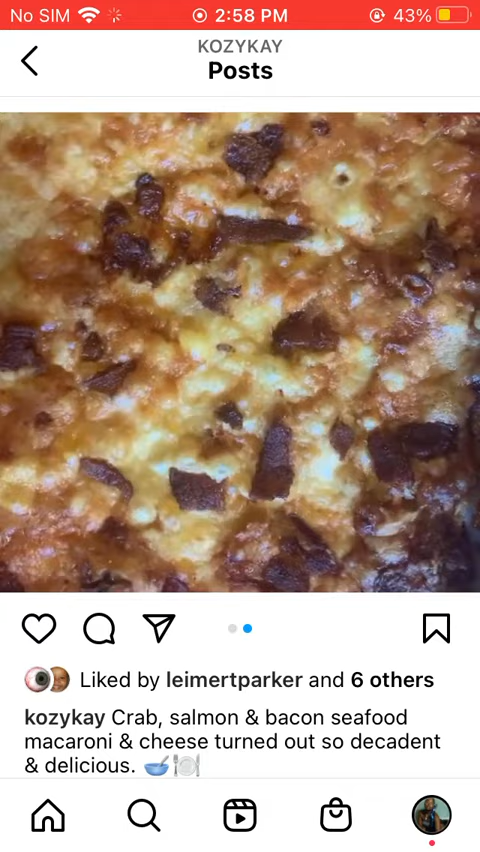 No SIM 2:58 PM 43%
KOZYKAY
Posts
Liked by leimertparker and 6 others
kozykay Crab, salmon & bacon seafood
macaroni & cheese turned out so decadent
& delicious. 🥣🍽️